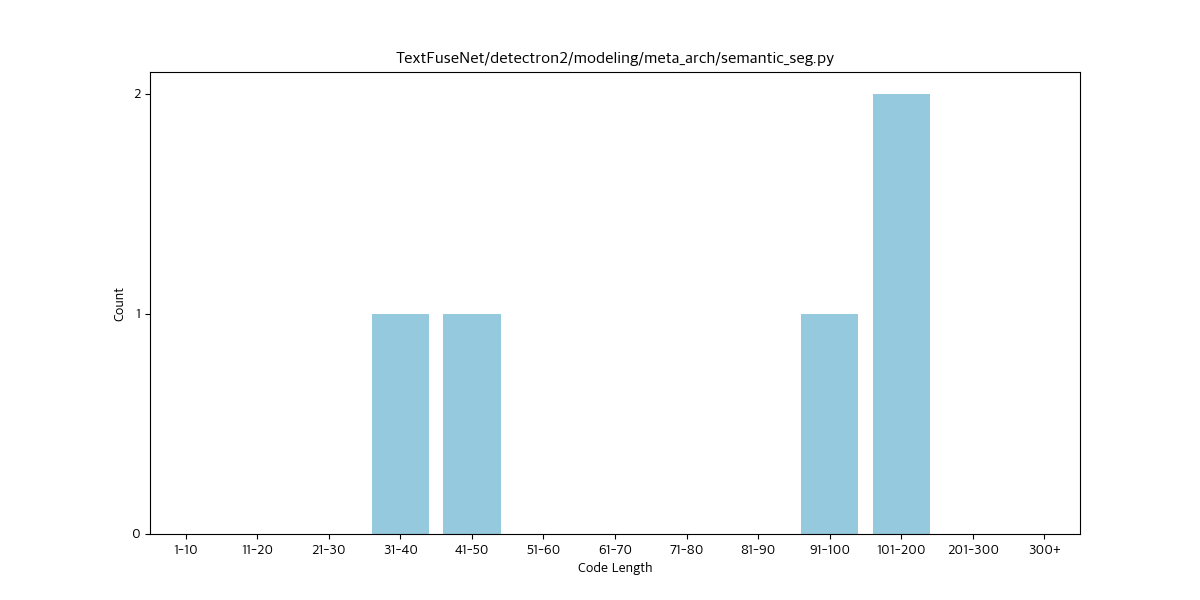 TextFuseNet/detectron2/modeling/meta_arch/semantic_seg.py
2
1
0
Count
1-10 11-20 21-30 31-40 41-50 51-60 61-70 71-80 81-90 91-100 101-200 201-300 300+
Code Length